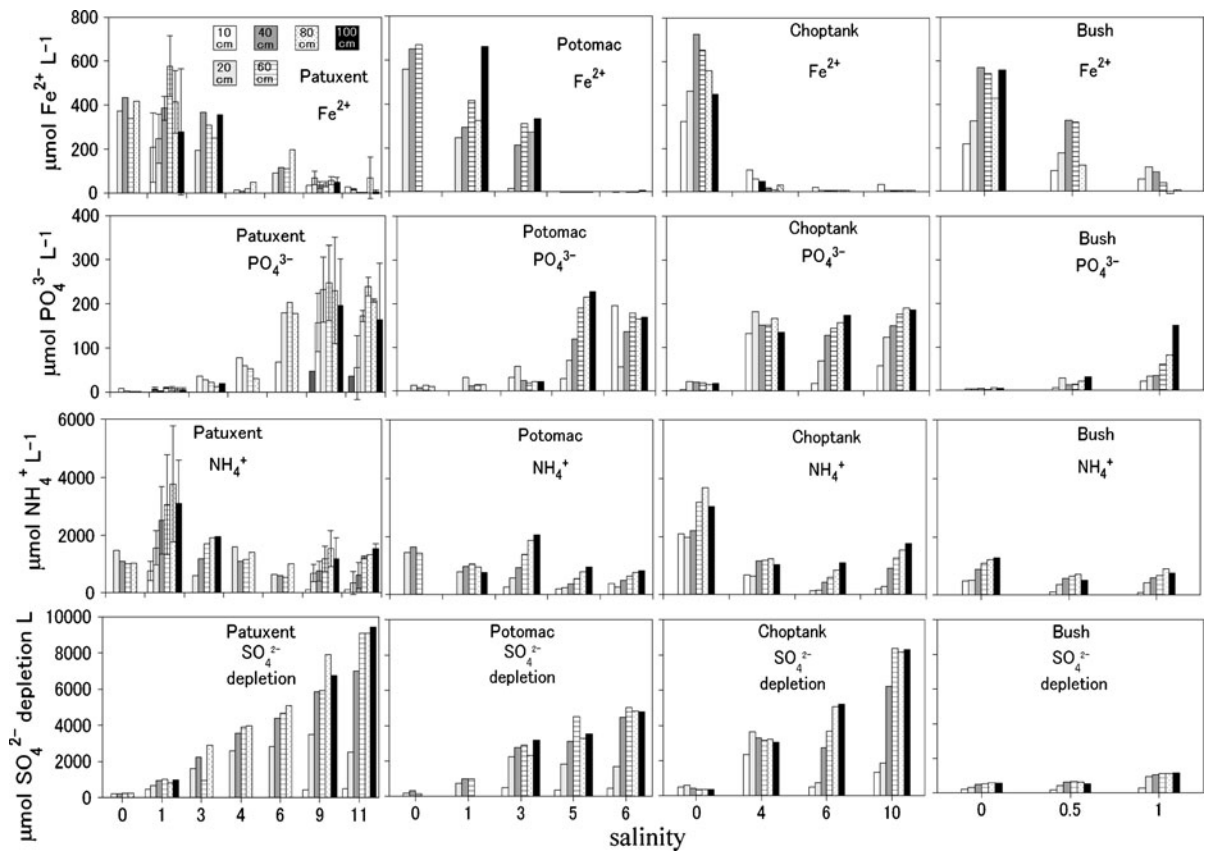 800
600
400
200
0
µmol Fe²⁺ L⁻¹
10 cm
40 cm
80 cm
100 cm
20 cm
60 cm
Patuxent
Fe²⁺
Potomac
Fe²⁺
Choptank
Fe²⁺
Bush
Fe²⁺
400
300
200
100
0
µmol PO₄³⁻ L⁻¹
Patuxent
PO₄³⁻
Potomac
PO₄³⁻
Choptank
PO₄³⁻
Bush
PO₄³⁻
6000
4000
2000
0
µmol NH₄⁺ L⁻¹
Patuxent
NH₄⁺
Potomac
NH₄⁺
Choptank
NH₄⁺
Bush
NH₄⁺
10000
8000
6000
4000
2000
0
µmol SO₄²⁻ depletion L
Patuxent
SO₄²⁻
depletion
Potomac
SO₄²⁻
depletion
Choptank
SO₄²⁻
depletion
Bush
SO₄²⁻
depletion
0 1 3 4 6 9 11
0 1 3 5 6
0 4 6 10
0 0.5 1
salinity